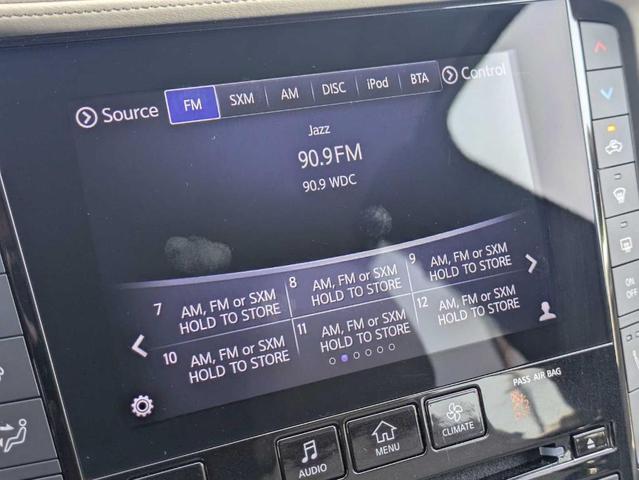 Source
FM
SXM
AM
DISC
iPod
BTA
Control
Jazz
90.9 FM
90.9 WDC
7
AM, FM or SXM
HOLD TO STORE
8
AM, FM or SXM
HOLD TO STORE
9
AM, FM or SXM
HOLD TO STORE
10
AM, FM or SXM
HOLD TO STORE
11
AM, FM or SXM
HOLD TO STORE
12
AM, FM or SXM
HOLD TO STORE
ON
OFF
PASS AIR BAG
AUDIO
MENU
CLIMATE